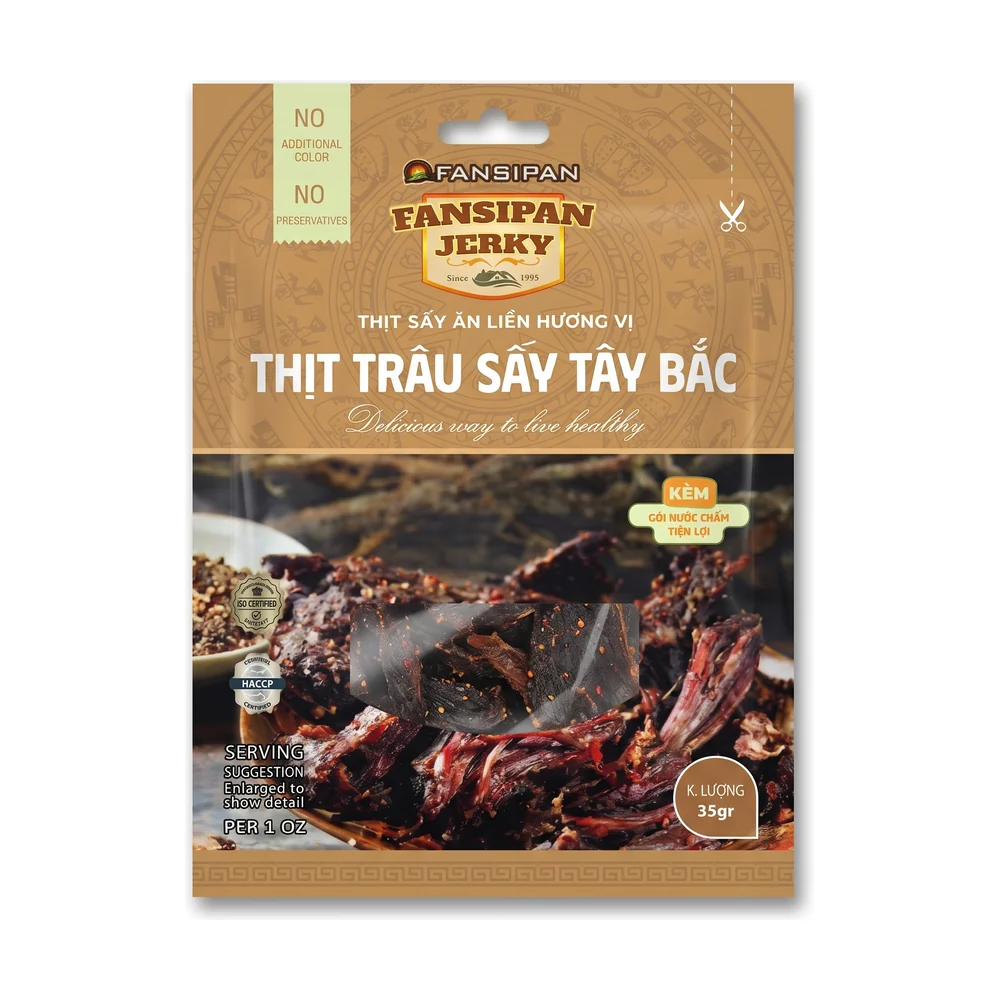 NO
ADDITIONAL
COLOR
NO
PRESERVATIVES
FANSIPAN
FANSIPAN
JERKY
Since 1995
THỊT SẤY ĂN LIỀN HƯƠNG VỊ
THỊT TRÂU SẤY TÂY BẮC
Delicious way to live healthy
KÈM
GÓI NƯỚC CHẤM
TIỆN LỢI
ISO CERTIFIED
HACCP
CERTIFIED
SERVING
SUGGESTION
Enlarged to
show detail
PER 1 OZ
K. LƯỢNG
35gr